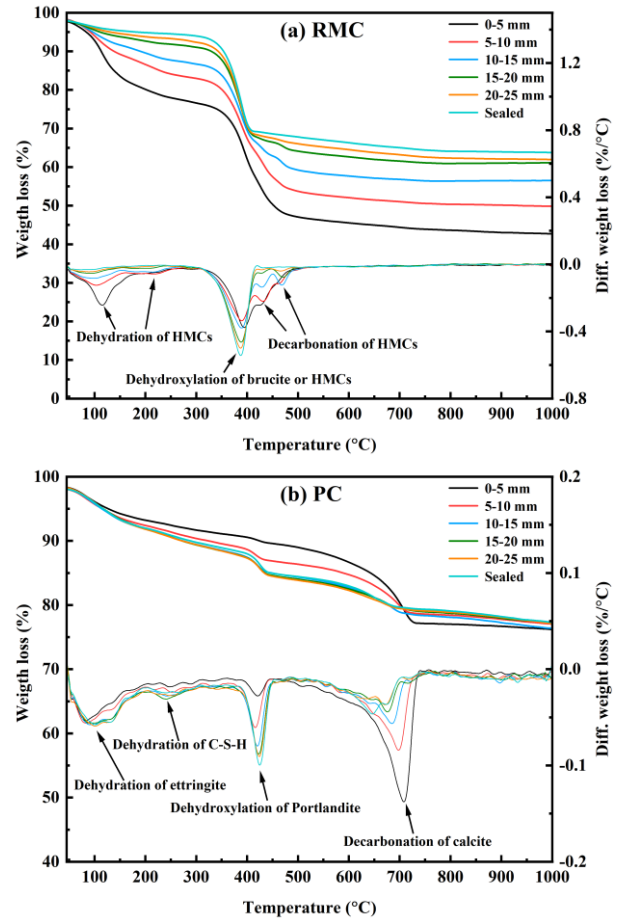 (a) RMC
0-5 mm
5-10 mm
10-15 mm
15-20 mm
20-25 mm
Sealed
100
90
80
70
60
50
40
30
20
10
0
Weigth loss (%)
1.2
0.8
0.4
0.0
-0.4
-0.8
Diff. weight loss (%/°C)
Dehydration of HMCs
Decarbonation of HMCs
Dehydroxylation of brucite or HMCs
100 200 300 400 500 600 700 800 900 1000
Temperature (°C)
(b) PC
0-5 mm
5-10 mm
10-15 mm
15-20 mm
20-25 mm
Sealed
100
90
80
70
60
50
40
Weigth loss (%)
0.2
0.1
0.0
-0.1
-0.2
Diff. weight loss (%/°C)
Dehydration of C-S-H
Dehydration of ettringite
Dehydroxylation of Portlandite
Decarbonation of calcite
100 200 300 400 500 600 700 800 900 1000
Temperature (°C)